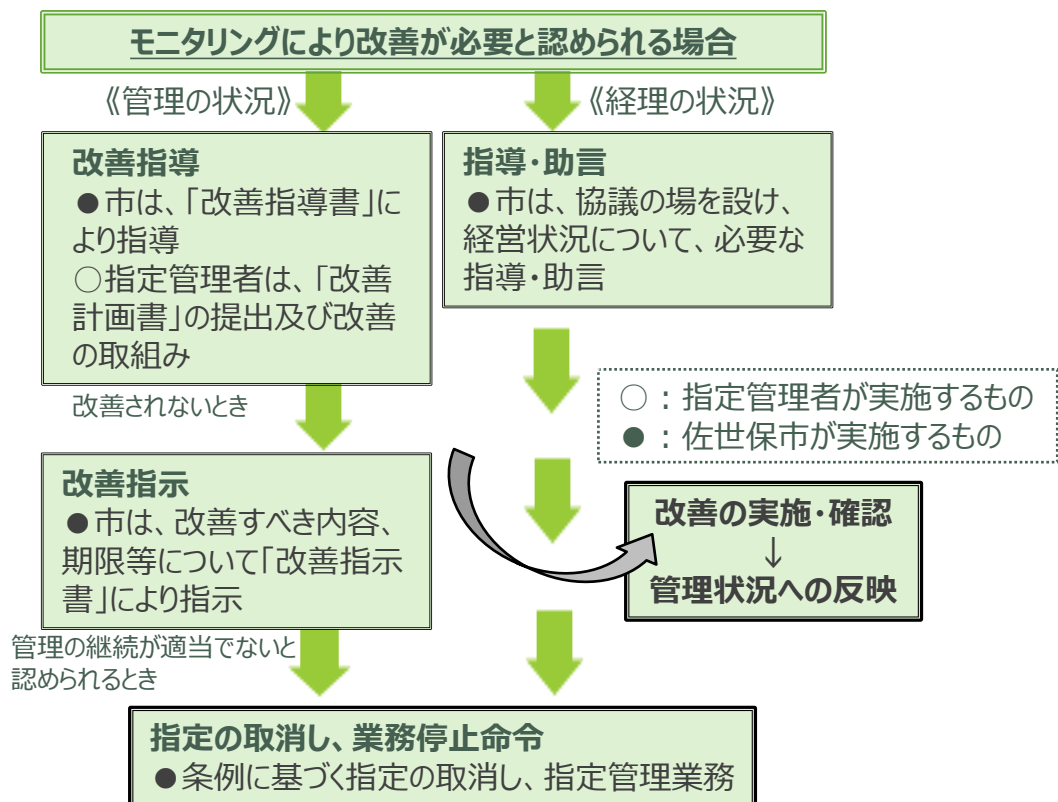 モニタリングにより改善が必要と認められる場合
《管理の状況》
《経理の状況》
改善指導
●市は、「改善指導書」に
より指導
○指定管理者は、「改善
計画書」の提出及び改善
の取組み
指導・助言
●市は、協議の場を設け、
経営状況について、必要な
指導・助言
改善されないとき
○：指定管理者が実施するもの
●：佐世保市が実施するもの
改善指示
●市は、改善すべき内容、
期限等について「改善指示
書」により指示
改善の実施・確認
↓
管理状況への反映
管理の継続が適当でないと
認められるとき
指定の取消し、業務停止命令
●条例に基づく指定の取消し、指定管理業務